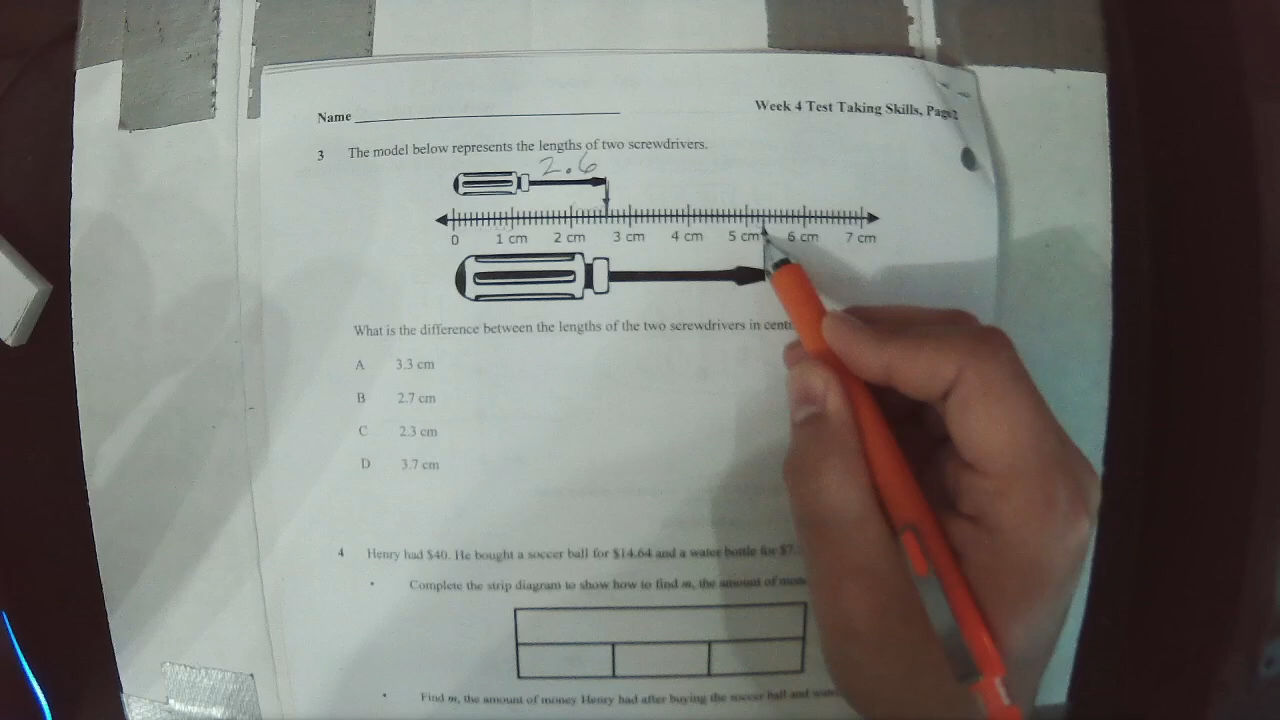 Name
Week 4 Test Taking Skills, Page
3 The model below represents the lengths of two screwdrivers.
2.6
0 1 cm 2 cm 3 cm 4 cm 5 cm 6 cm 7 cm
What is the difference between the lengths of the two screwdrivers in
A 3.3 cm
B 2.7 cm
C 2.3 cm
D 3.7 cm
4 Henry had $40. He bought a soccer ball for $14.64 and a water bottle for
• Complete the strip diagram to show how to find m, the amount of
• Find m, the amount of money Henry had after buying the soccer ball and